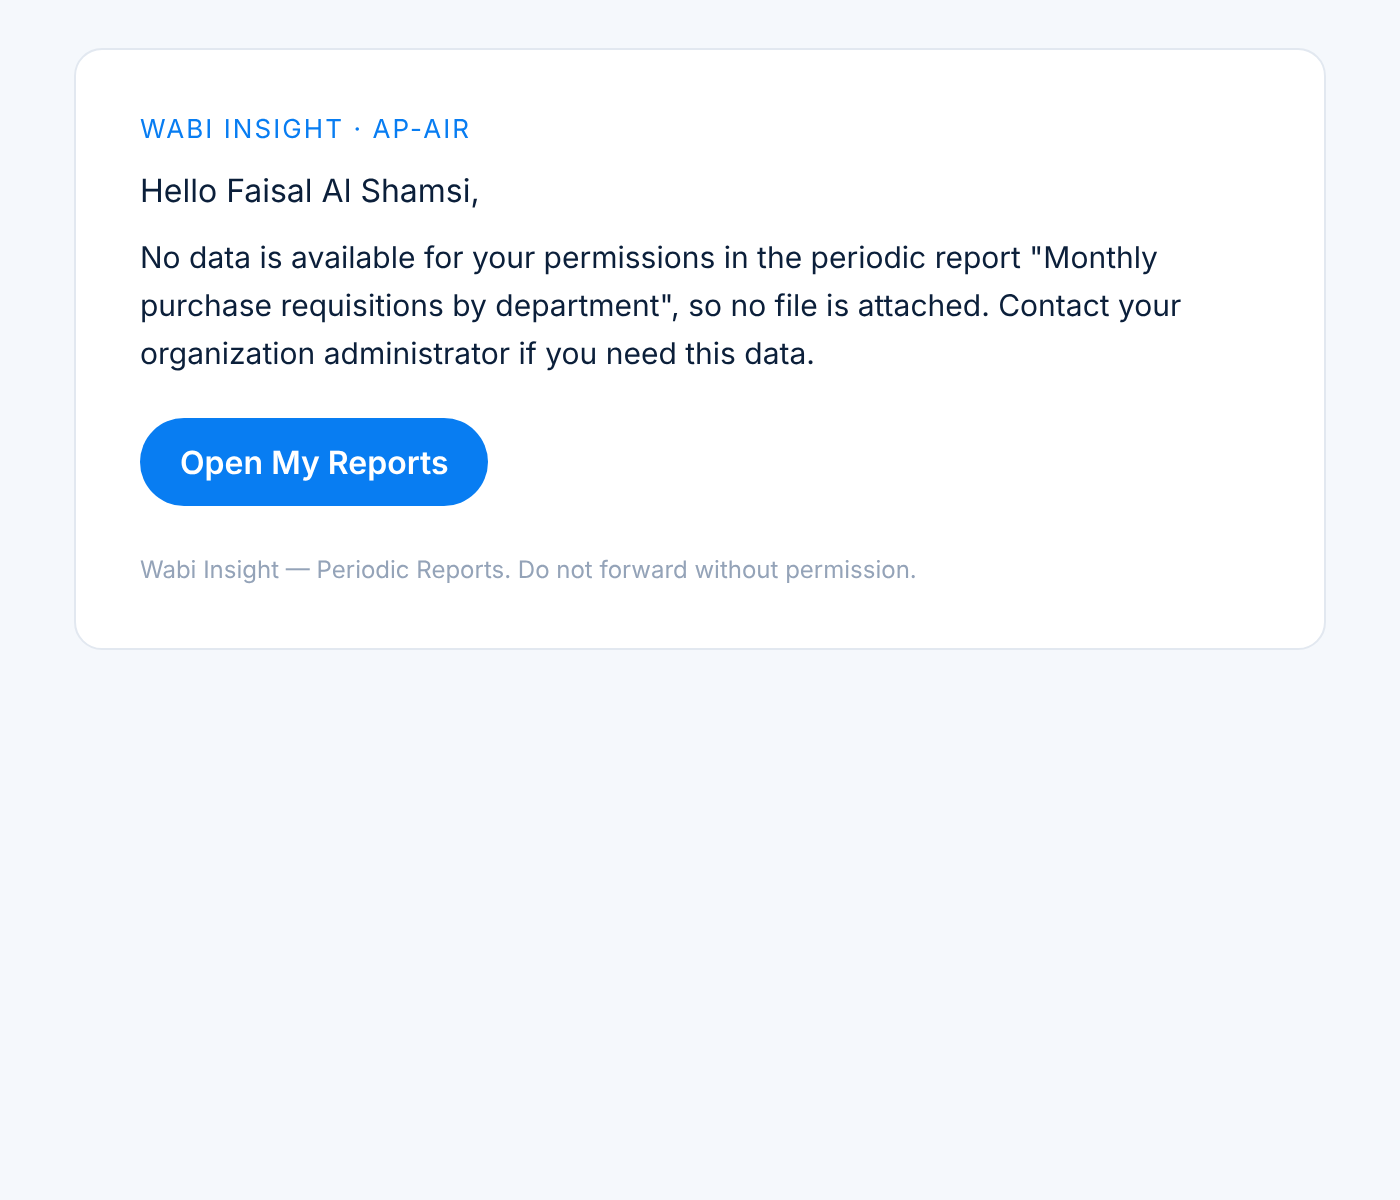 WABI INSIGHT · AP-AIR
Hello Faisal Al Shamsi,
No data is available for your permissions in the periodic report "Monthly
purchase requisitions by department", so no file is attached. Contact your
organization administrator if you need this data.
Open My Reports
Wabi Insight — Periodic Reports. Do not forward without permission.